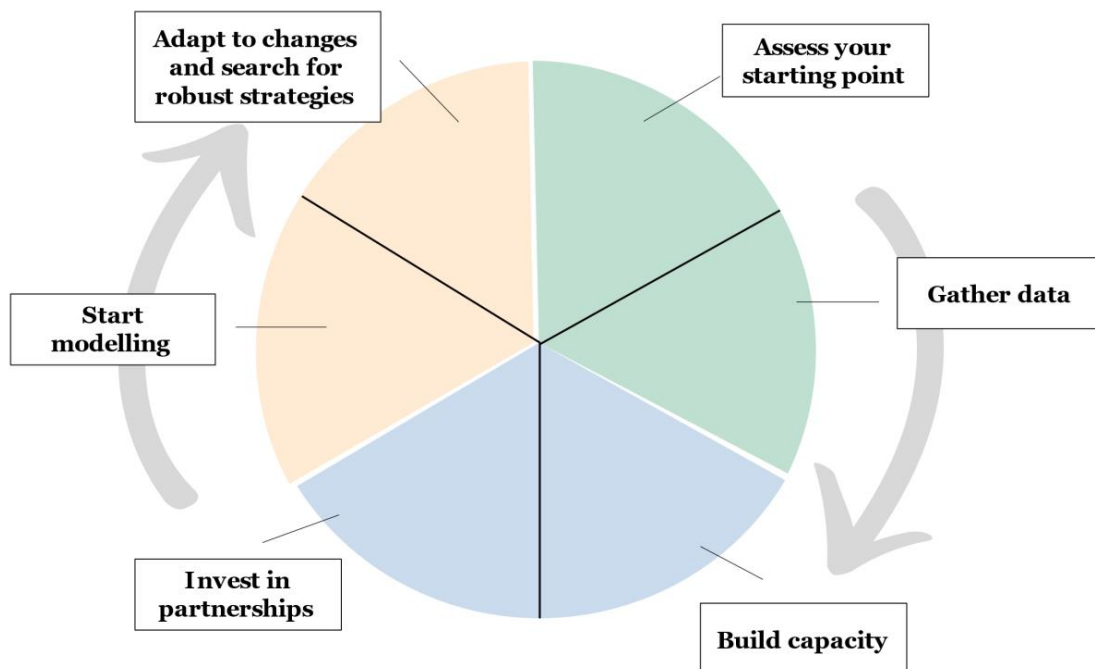 Adapt to changes
and search for
robust strategies
Assess your
starting point
Gather data
Start
modelling
Invest in
partnerships
Build capacity